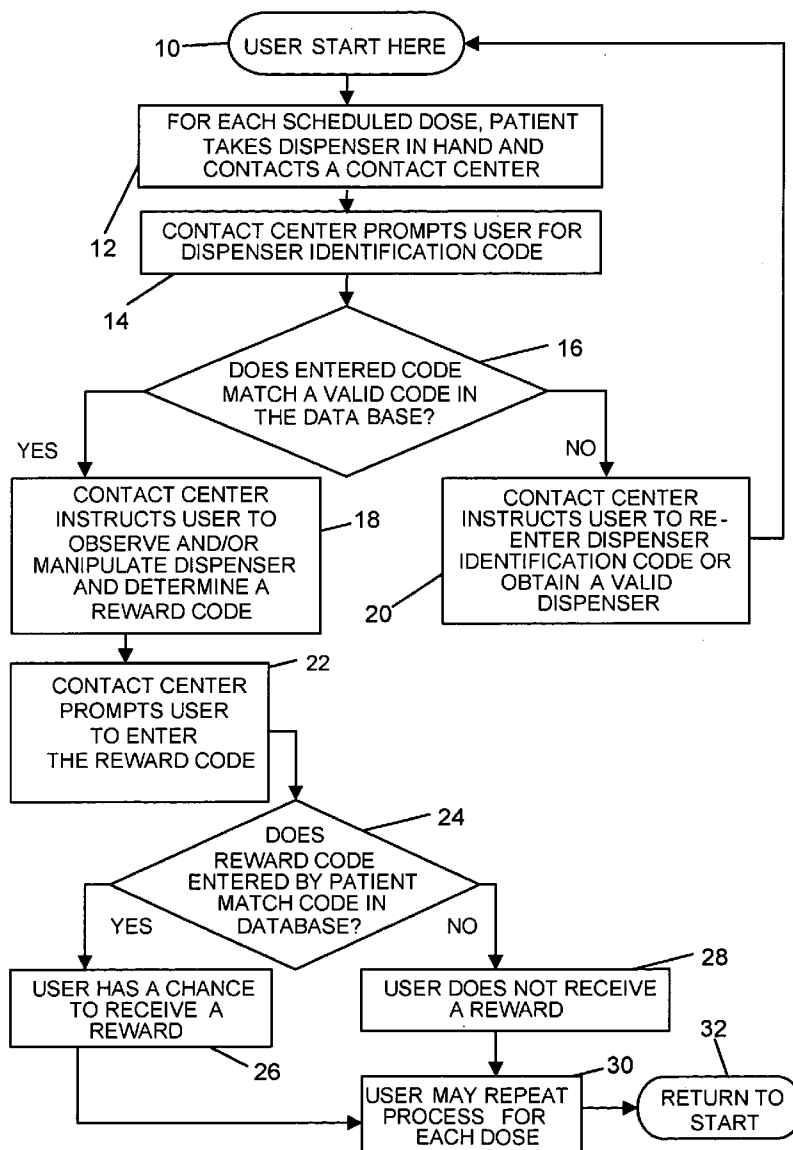 10
USER START HERE
FOR EACH SCHEDULED DOSE, PATIENT
TAKES DISPENSER IN HAND AND
CONTACTS A CONTACT CENTER
12
CONTACT CENTER PROMPTS USER FOR
DISPENSER IDENTIFICATION CODE
14
16
DOES ENTERED CODE
MATCH A VALID CODE IN
THE DATA BASE?
YES
NO
CONTACT CENTER
INSTRUCTS USER TO
OBSERVE AND/OR
MANIPULATE DISPENSER
AND DETERMINE A
REWARD CODE
18
CONTACT CENTER
INSTRUCTS USER TO RE-
ENTER DISPENSER
IDENTIFICATION CODE OR
OBTAIN A VALID
DISPENSER
20
22
CONTACT CENTER
PROMPTS USER
TO ENTER
THE REWARD CODE
24
DOES
REWARD CODE
ENTERED BY PATIENT
MATCH CODE IN
DATABASE?
YES
NO
USER HAS A CHANCE
TO RECEIVE A
REWARD
26
28
USER DOES NOT RECEIVE
A REWARD
30
USER MAY REPEAT
PROCESS FOR
EACH DOSE
32
RETURN TO
START